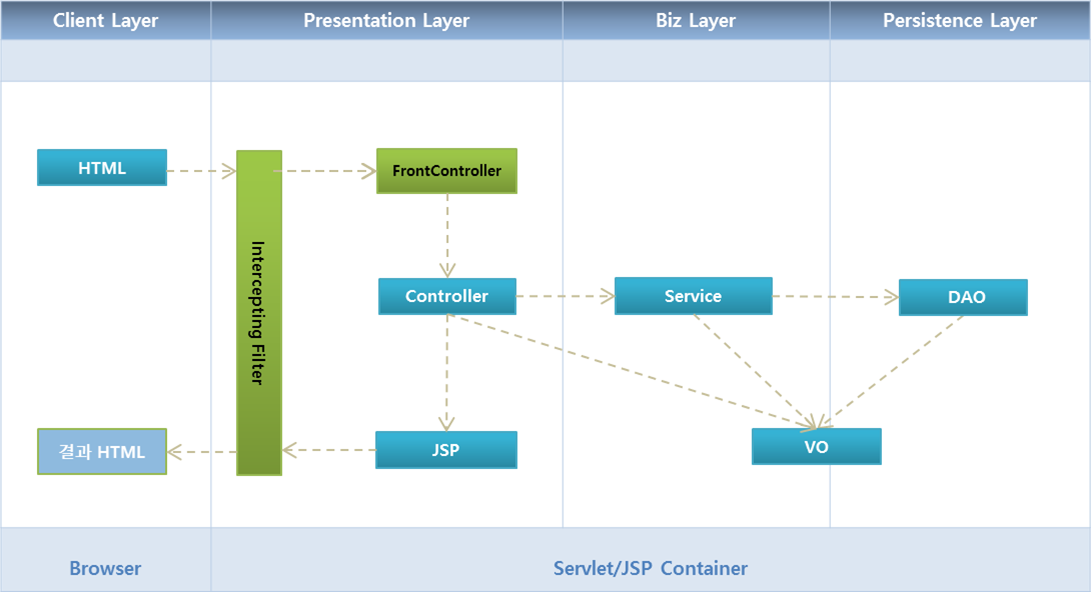 Client Layer
Presentation Layer
Biz Layer
Persistence Layer
HTML
Intercepting Filter
FrontController
Controller
Service
DAO
결과 HTML
JSP
VO
Browser
Servlet/JSP Container